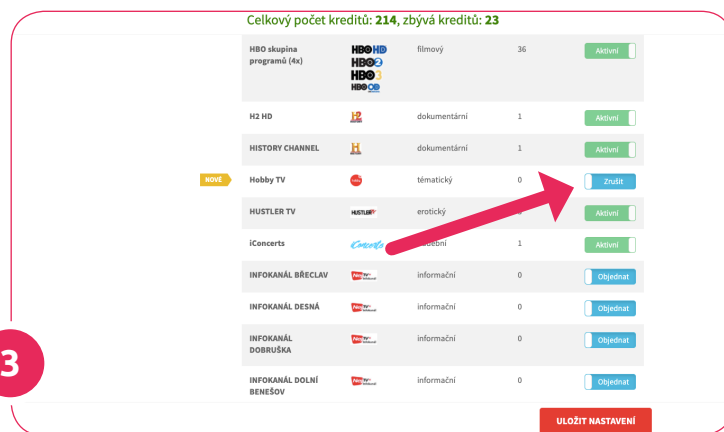 Celkový počet kreditů: 214, zbývá kreditů: 23
HBO skupina programů (4x) HBO HD filmový 36 Aktivní
HBO2
HBO3
H2 HD H2 dokumentární 1 Aktivní
HISTORY CHANNEL H dokumentární 1 Aktivní
NOVÉ Hobby TV tématický 0 Zrušit
HUSTLER TV HUSTLER TV erotický Aktivní
iConcerts iConcerts 1 Aktivní
INFOKANÁL BŘECLAV informační 0 Objednat
INFOKANÁL DESNÁ informační 0 Objednat
INFOKANÁL DOBRUŠKA informační 0 Objednat
INFOKANÁL DOLNÍ BENEŠOV informační 0 Objednat
3
ULOŽIT NASTAVENÍ